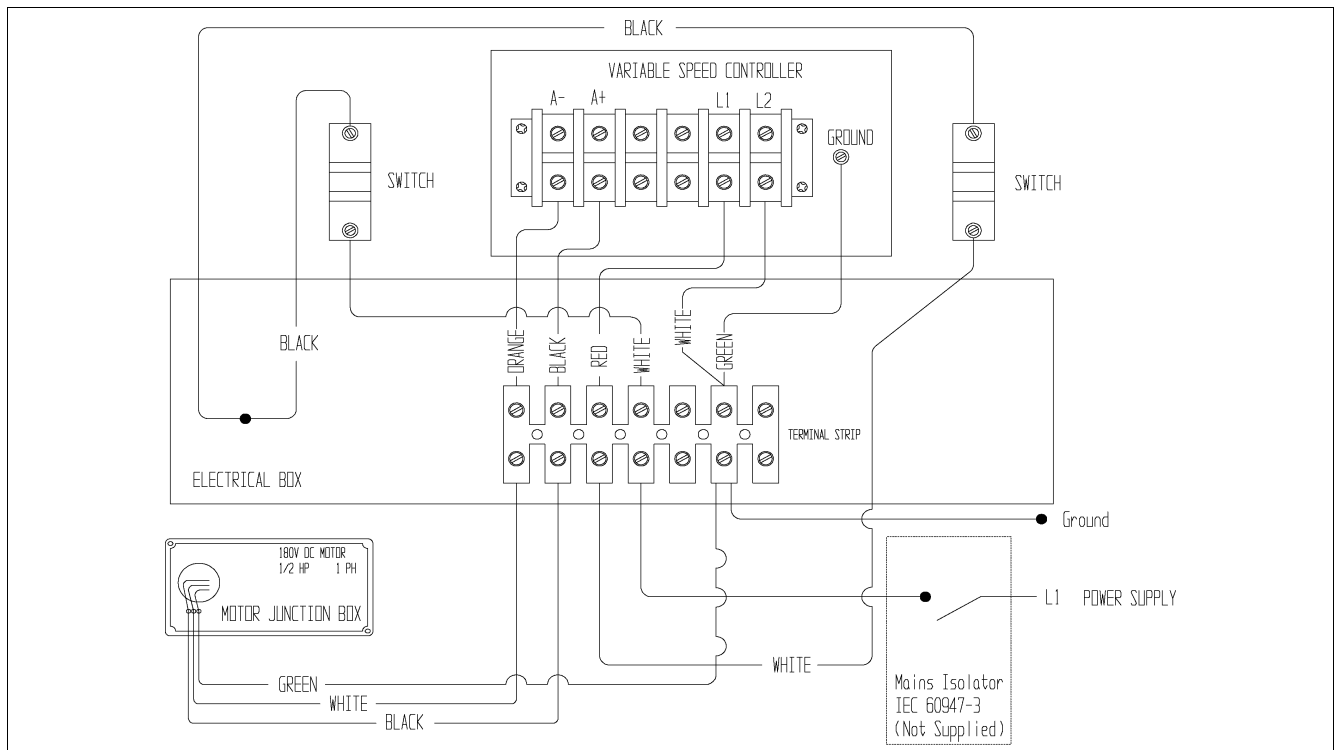 BLACK
VARIABLE SPEED CONTROLLER
A- A+ L1 L2
GROUND
SWITCH
SWITCH
BLACK
ORANGE
BLACK
RED
WHITE
WHITE
GREEN
TERMINAL STRIP
ELECTRICAL BOX
Ground
180V DC MOTOR
1/2 HP 1 PH
MOTOR JUNCTION BOX
L1 POWER SUPPLY
WHITE
GREEN
WHITE
BLACK
Mains Isolator
IEC 60947-3
(Not Supplied)